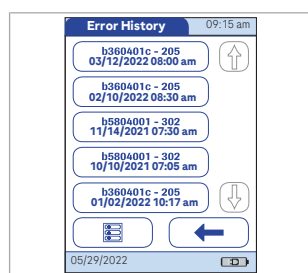 Error History
09:15 am
b360401c - 205
03/12/2022 08:00 am
b360401c - 205
02/10/2022 08:30 am
b5804001 - 302
11/14/2021 07:30 am
b5804001 - 302
10/10/2021 07:05 am
b360401c - 205
01/02/2022 10:17 am
05/29/2022